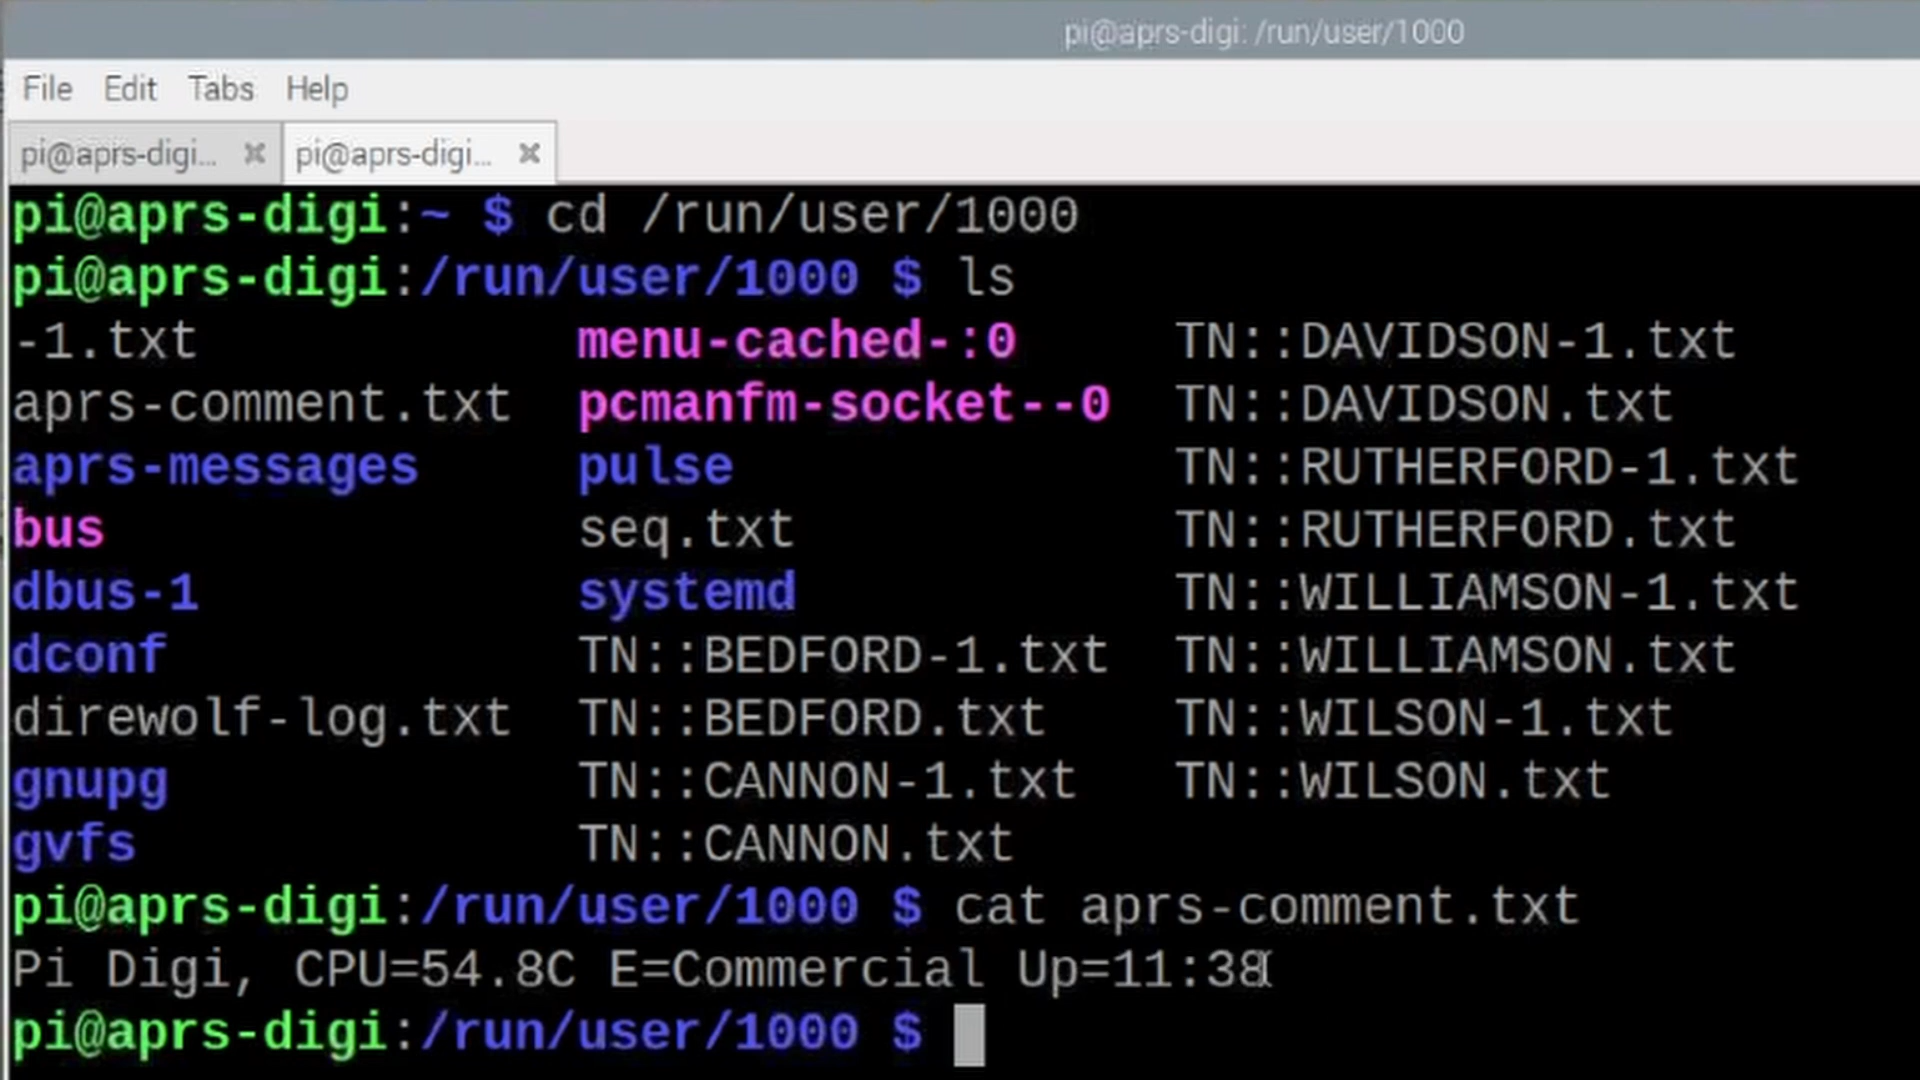 pi@aprs-digi: /run/user/1000
File Edit Tabs Help
pi@aprs-digi... pi@aprs-digi...
pi@aprs-digi:~ $ cd /run/user/1000
pi@aprs-digi:/run/user/1000 $ ls
-1.txt menu-cached-:0 TN::DAVIDSON-1.txt
aprs-comment.txt pcmanfm-socket--0 TN::DAVIDSON.txt
aprs-messages pulse TN::RUTHERFORD-1.txt
bus seq.txt TN::RUTHERFORD.txt
dbus-1 systemd TN::WILLIAMSON-1.txt
dconf TN::BEDFORD-1.txt TN::WILLIAMSON.txt
direwolf-log.txt TN::BEDFORD.txt TN::WILSON-1.txt
gnupg TN::CANNON-1.txt TN::WILSON.txt
gvfs TN::CANNON.txt
pi@aprs-digi:/run/user/1000 $ cat aprs-comment.txt
Pi Digi, CPU=54.8C E=Commercial Up=11:38
pi@aprs-digi:/run/user/1000 $